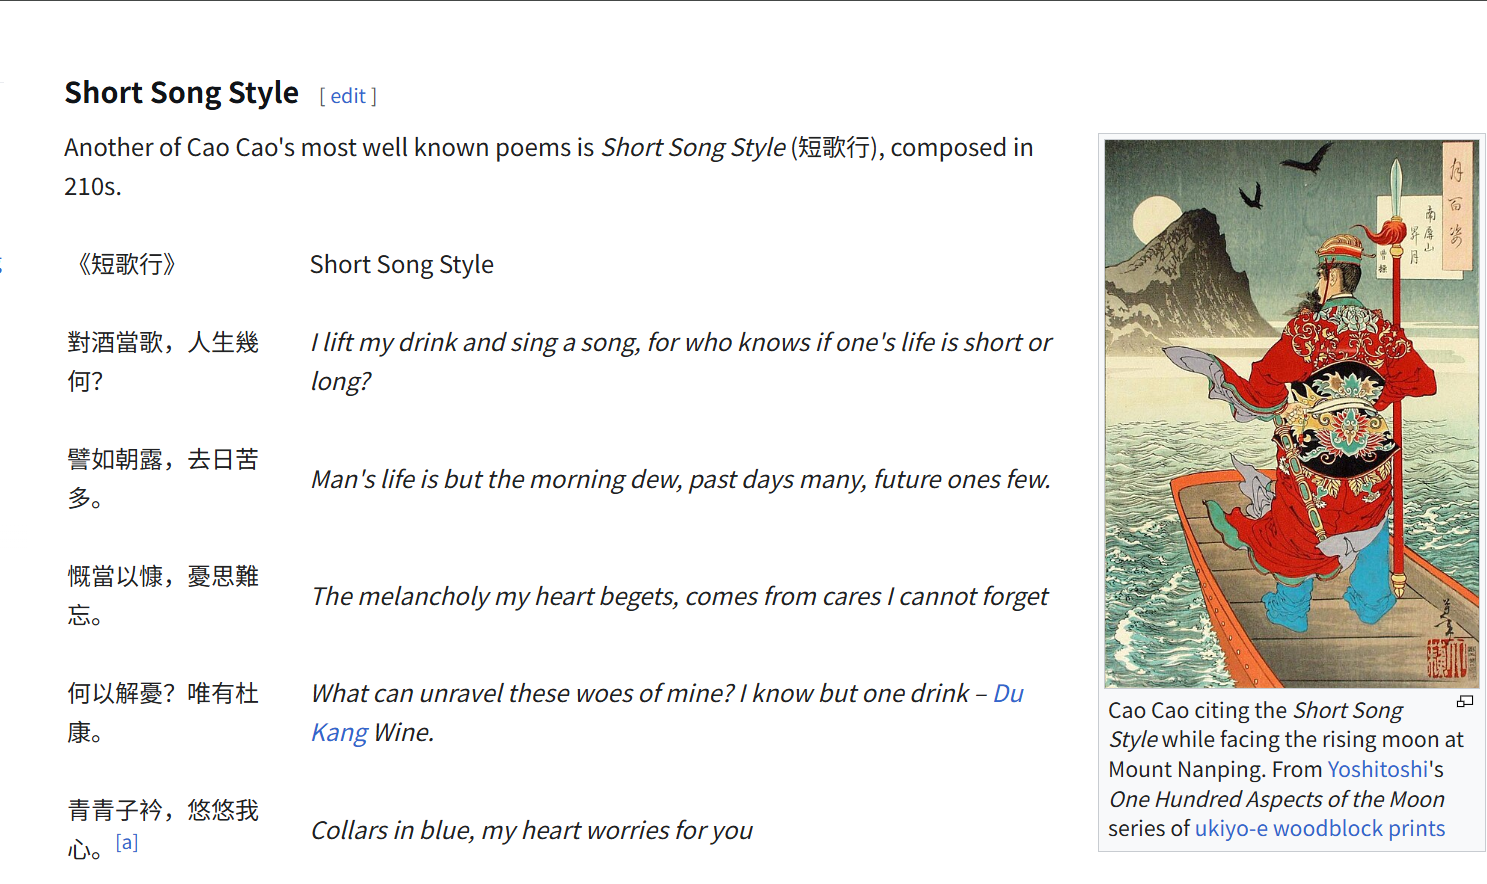 Short Song Style [ edit ]
Another of Cao Cao's most well known poems is Short Song Style (短歌行), composed in
210s.
《短歌行》
Short Song Style
對酒當歌，人生幾
何？
I lift my drink and sing a song, for who knows if one's life is short or
long?
譬如朝露，去日苦
多。
Man's life is but the morning dew, past days many, future ones few.
慨當以慷，憂思難
忘。
The melancholy my heart begets, comes from cares I cannot forget
何以解憂？唯有杜
康。
What can unravel these woes of mine? I know but one drink – Du
Kang Wine.
青青子衿，悠悠我
心。[a]
Collars in blue, my heart worries for you
月百姿
南屏山
昇月
曹操
Cao Cao citing the Short Song
Style while facing the rising moon at
Mount Nanping. From Yoshitoshi's
One Hundred Aspects of the Moon
series of ukiyo-e woodblock prints